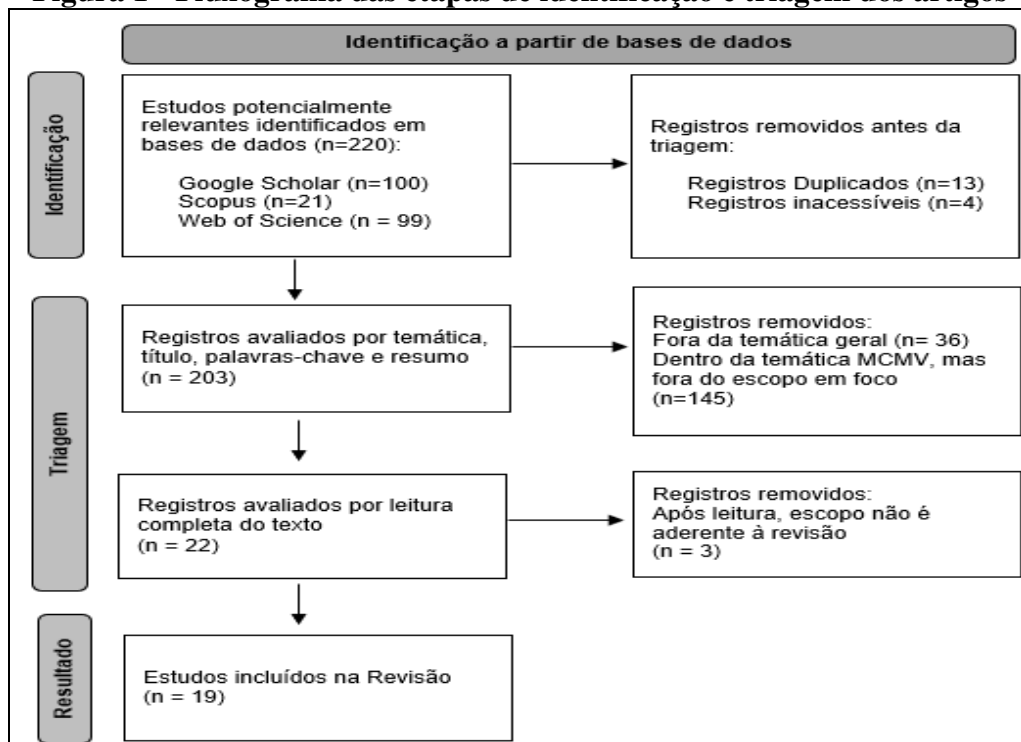 Identificação a partir de bases de dados
Identificação
Estudos potencialmente
relevantes identificados em
bases de dados (n=220):
Google Scholar (n=100)
Scopus (n=21)
Web of Science (n = 99)
Registros removidos antes da
triagem:
Registros Duplicados (n=13)
Registros inacessíveis (n=4)
Triagem
Registros avaliados por temática,
título, palavras-chave e resumo
(n = 203)
Registros removidos:
Fora da temática geral (n= 36)
Dentro da temática MCMV, mas
fora do escopo em foco
(n=145)
Registros avaliados por leitura
completa do texto
(n = 22)
Registros removidos:
Após leitura, escopo não é
aderente à revisão
(n = 3)
Resultado
Estudos incluídos na Revisão
(n = 19)